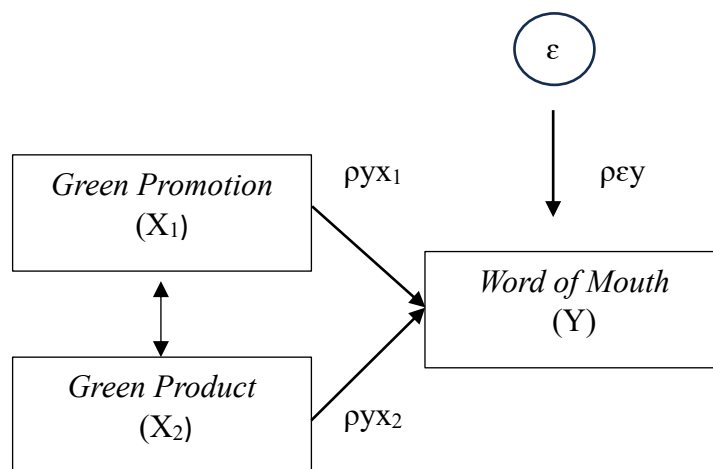 ε
Green Promotion
(X₁)
ρyx₁
ρεy
Word of Mouth
(Y)
Green Product
(X₂)
ρyx₂